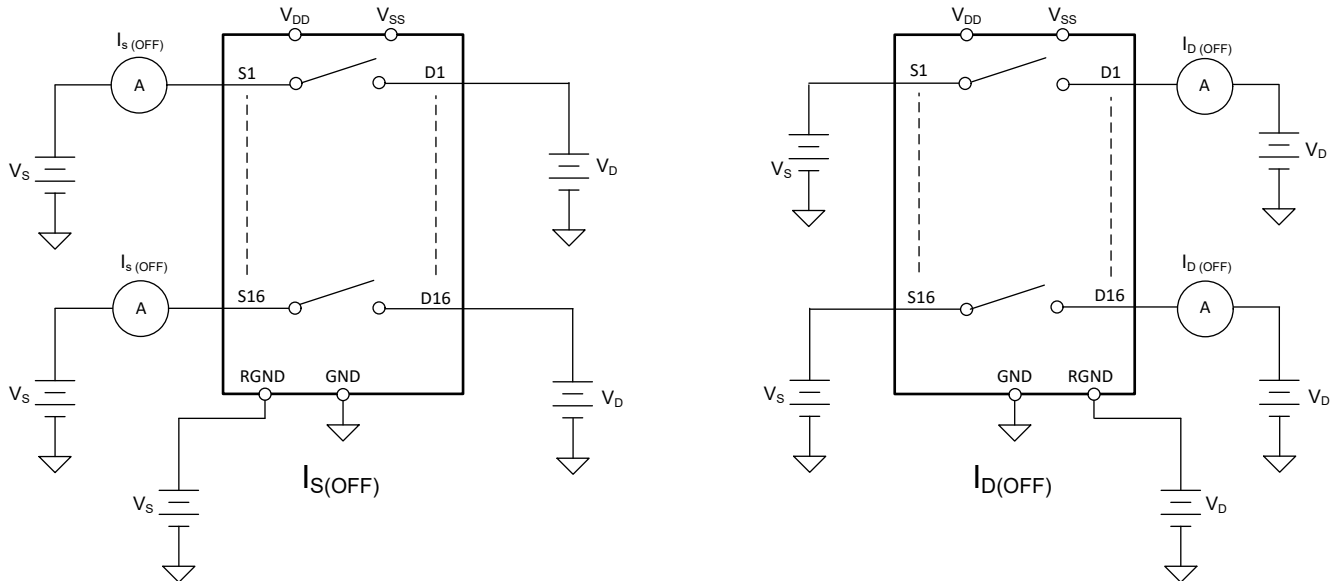 VDD VSS
Is (OFF)
A
S1 D1
VS
VD
Is (OFF)
A
S16 D16
VS
VD
RGND GND
VS
IS(OFF)
VDD VSS
ID (OFF)
S1 D1
A
VS
VD
ID (OFF)
S16 D16
A
VS
VD
GND RGND
VD
ID(OFF)